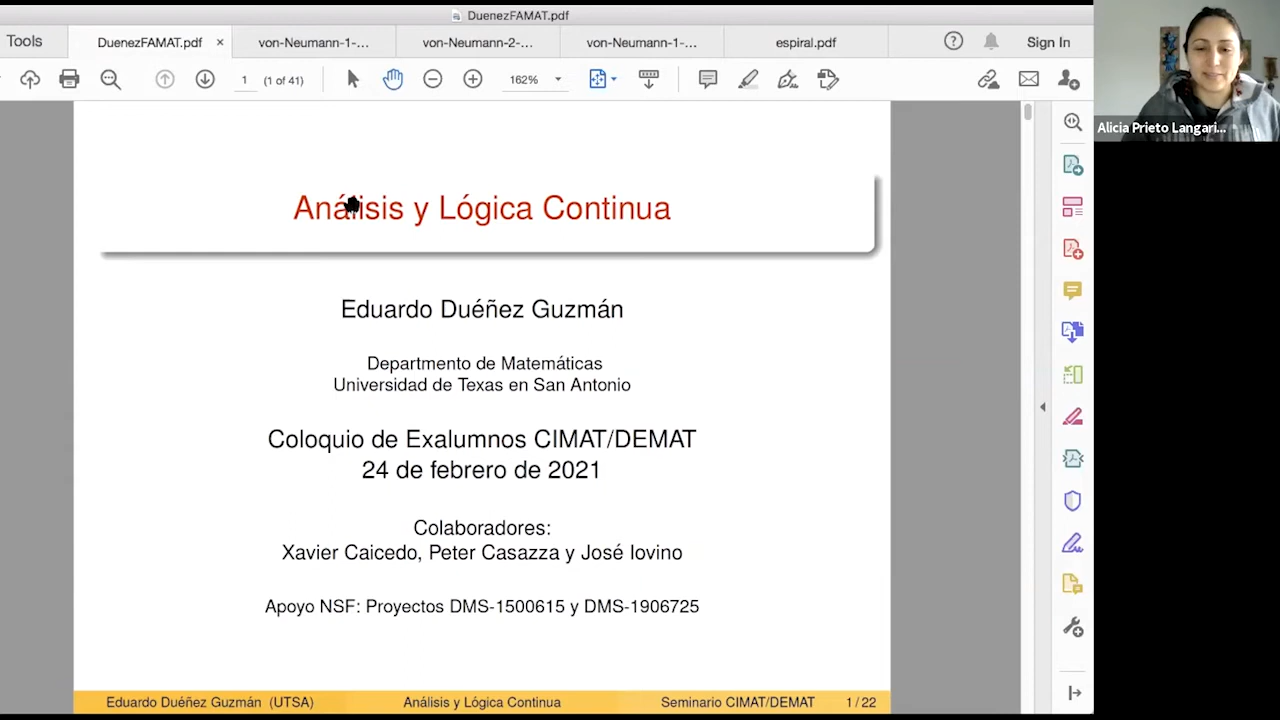 DuenezFAMAT.pdf
Tools
DuenezFAMAT.pdf ×
von-Neumann-1-...
von-Neumann-2-...
von-Neumann-1-...
espiral.pdf
Sign In
1 (1 of 41)
162%
Alicia Prieto Langari...
Análisis y Lógica Continua
Eduardo Duéñez Guzmán
Departmento de Matemáticas
Universidad de Texas en San Antonio
Coloquio de Exalumnos CIMAT/DEMAT
24 de febrero de 2021
Colaboradores:
Xavier Caicedo, Peter Casazza y José Iovino
Apoyo NSF: Proyectos DMS-1500615 y DMS-1906725
Eduardo Duéñez Guzmán (UTSA) Análisis y Lógica Continua Seminario CIMAT/DEMAT 1 / 22